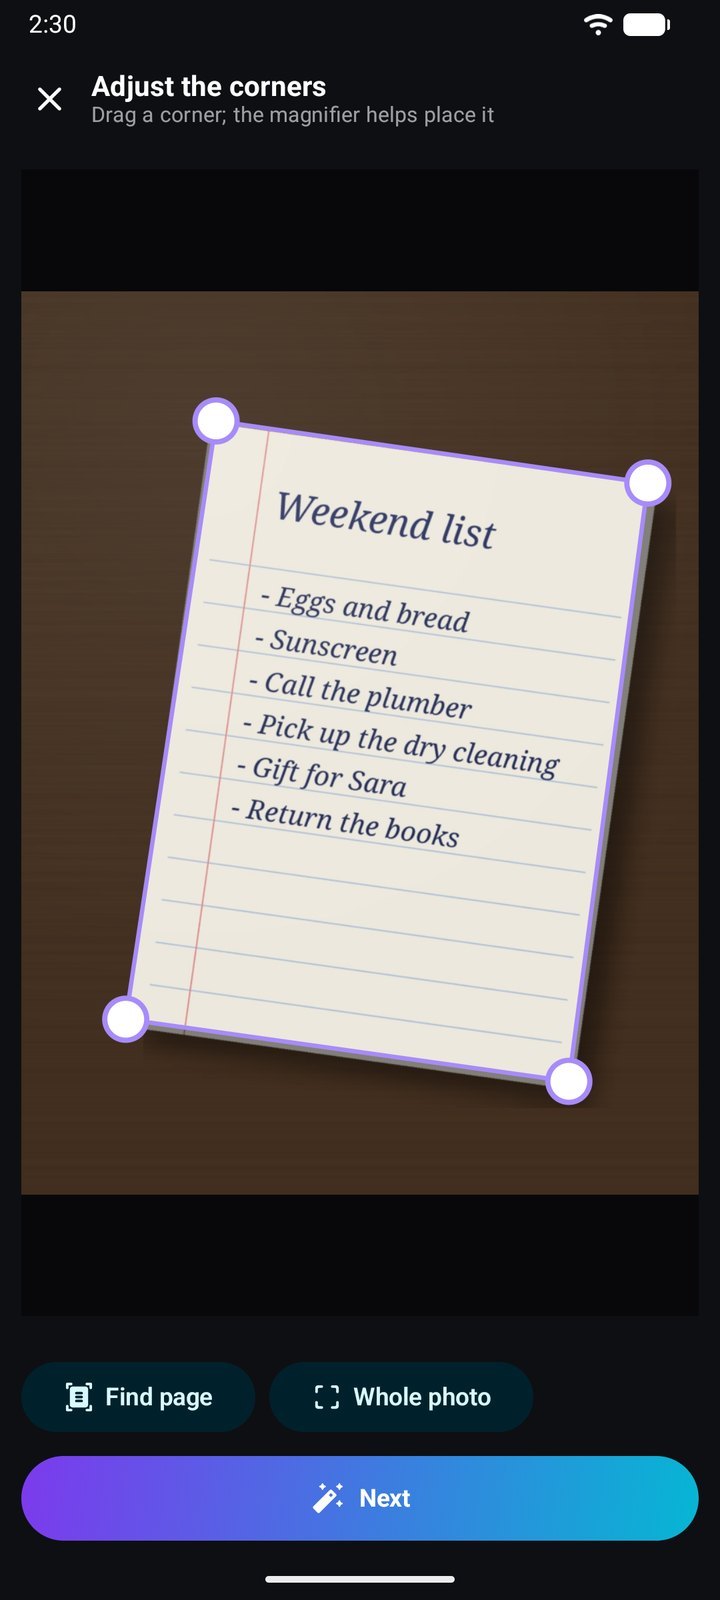 2:30
Adjust the corners
Drag a corner; the magnifier helps place it
Weekend list
- Eggs and bread
- Sunscreen
- Call the plumber
- Pick up the dry cleaning
- Gift for Sara
- Return the books
Find page
Whole photo
Next